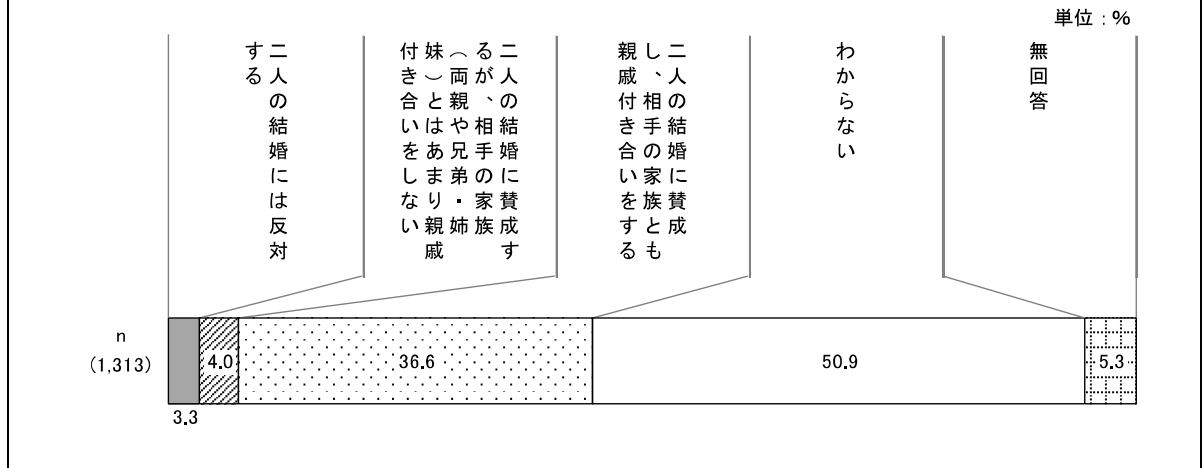 単位：%
二人の結婚には反対
する
二人の結婚に賛成す
るが、相手の家族
（両親や兄弟・姉
妹）とはあまり親戚
付き合いをしない
二人の結婚に賛成
し、相手の家族とも
親戚付き合いをする
わからない
無回答
n
(1,313)
3.3
4.0
36.6
50.9
5.3